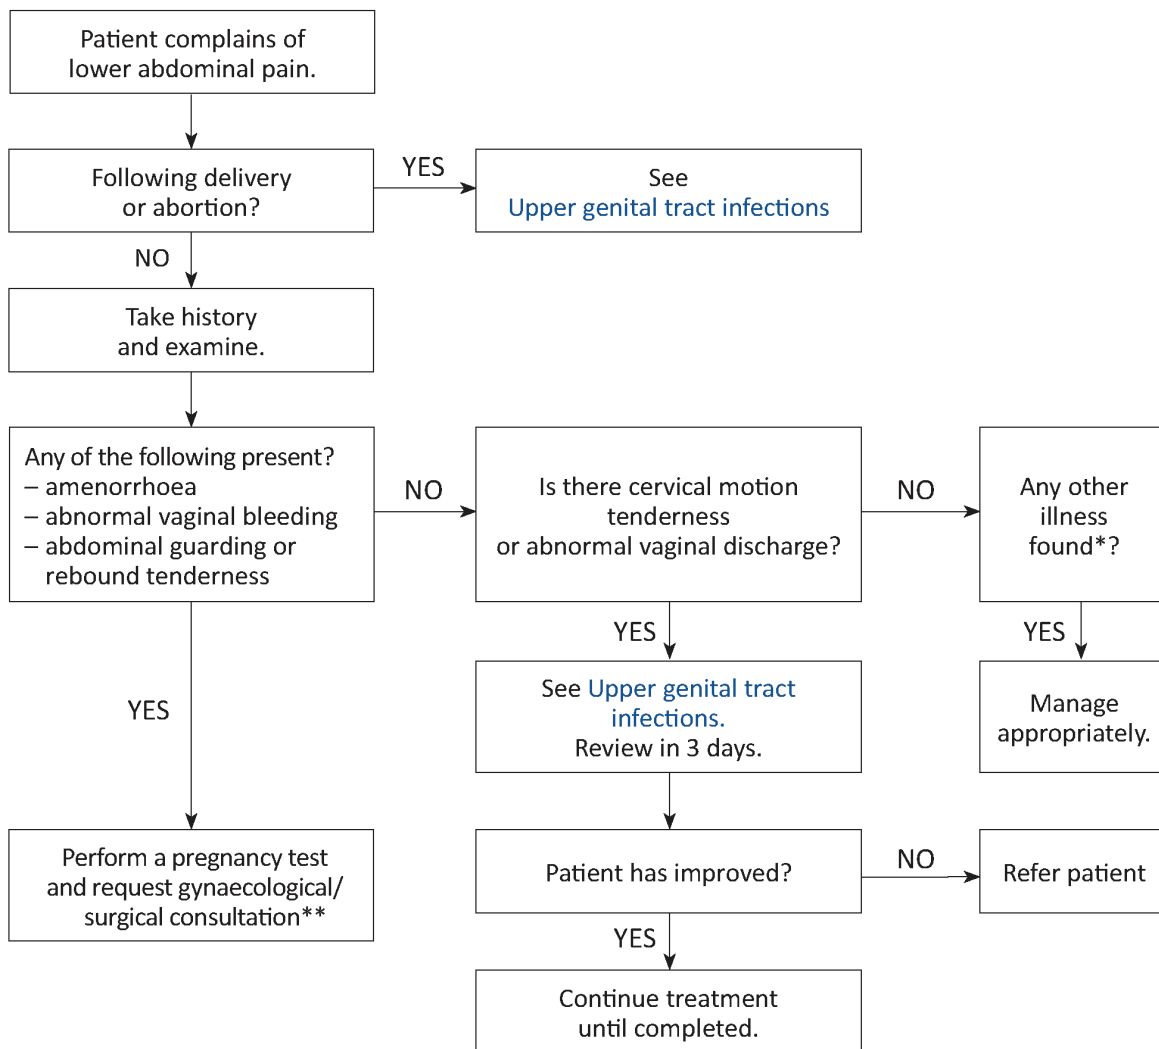 Patient complains of
lower abdominal pain.
Following delivery
or abortion?
YES
See
Upper genital tract infections
NO
Take history
and examine.
Any of the following present?
– amenorrhoea
– abnormal vaginal bleeding
– abdominal guarding or
rebound tenderness
NO
Is there cervical motion
tenderness
or abnormal vaginal discharge?
NO
Any other
illness
found*?
YES
YES
YES
See Upper genital tract
infections.
Review in 3 days.
Manage
appropriately.
Perform a pregnancy test
and request gynaecological/
surgical consultation**
Patient has improved?
NO
Refer patient
YES
Continue treatment
until completed.